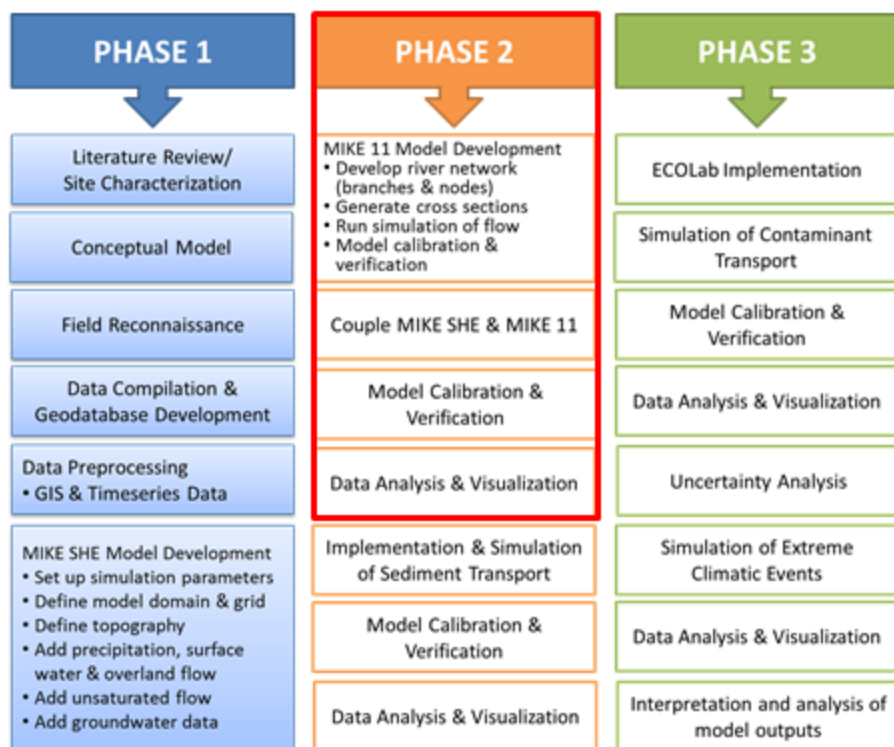 PHASE 1
Literature Review/
Site Characterization
Conceptual Model
Field Reconnaissance
Data Compilation &
Geodatabase Development
Data Preprocessing
• GIS & Timeseries Data
MIKE SHE Model Development
• Set up simulation parameters
• Define model domain & grid
• Define topography
• Add precipitation, surface
water & overland flow
• Add unsaturated flow
• Add groundwater data
PHASE 2
MIKE 11 Model Development
• Develop river network
(branches & nodes)
• Generate cross sections
• Run simulation of flow
• Model calibration &
verification
Couple MIKE SHE & MIKE 11
Model Calibration &
Verification
Data Analysis & Visualization
Implementation & Simulation
of Sediment Transport
Model Calibration &
Verification
Data Analysis & Visualization
PHASE 3
ECOLab Implementation
Simulation of Contaminant
Transport
Model Calibration &
Verification
Data Analysis & Visualization
Uncertainty Analysis
Simulation of Extreme
Climatic Events
Data Analysis & Visualization
Interpretation and analysis of
model outputs